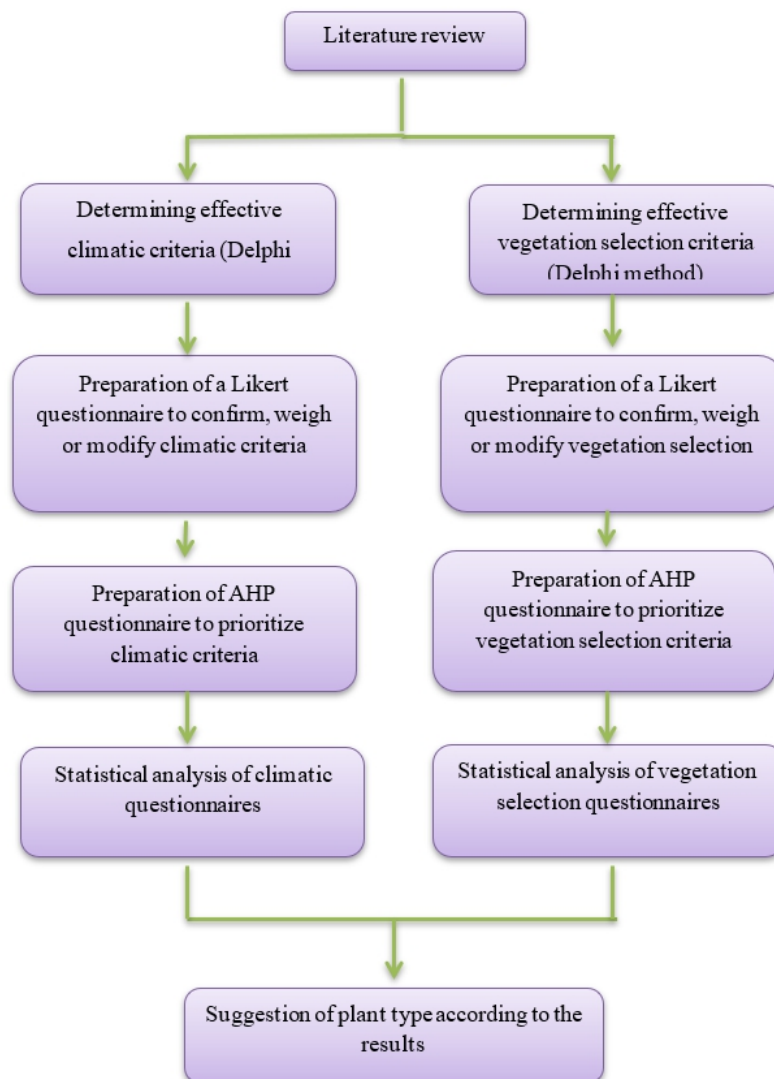 Literature review
Determining effective
climatic criteria (Delphi
Determining effective
vegetation selection criteria
(Delphi method)
Preparation of a Likert
questionnaire to confirm, weigh
or modify climatic criteria
Preparation of a Likert
questionnaire to confirm, weigh
or modify vegetation selection
Preparation of AHP
questionnaire to prioritize
climatic criteria
Preparation of AHP
questionnaire to prioritize
vegetation selection criteria
Statistical analysis of climatic
questionnaires
Statistical analysis of vegetation
selection questionnaires
Suggestion of plant type according to the
results